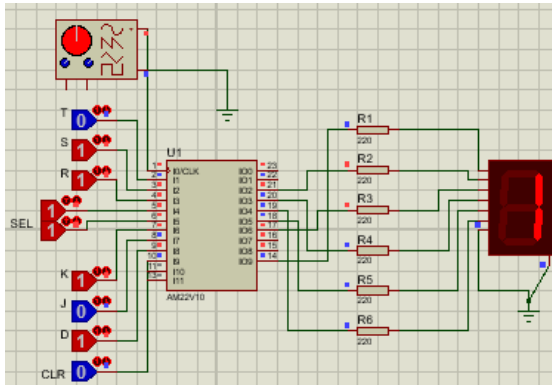 T 0
S 1
R 1
SEL 1
1
K 1
J 0
D 1
CLR 0
U1
1 I0/CLK IO0 23
2 I1 IO1 22
3 I2 IO2 21
4 I3 IO3 20
5 I4 IO4 19
6 I5 IO5 18
7 I6 IO6 17
8 I7 IO7 16
9 I8 IO8 15
10 I9 IO9 14
11 I10
13 I11
AM22V10
R1
220
R2
220
R3
220
R4
220
R5
220
R6
220
1